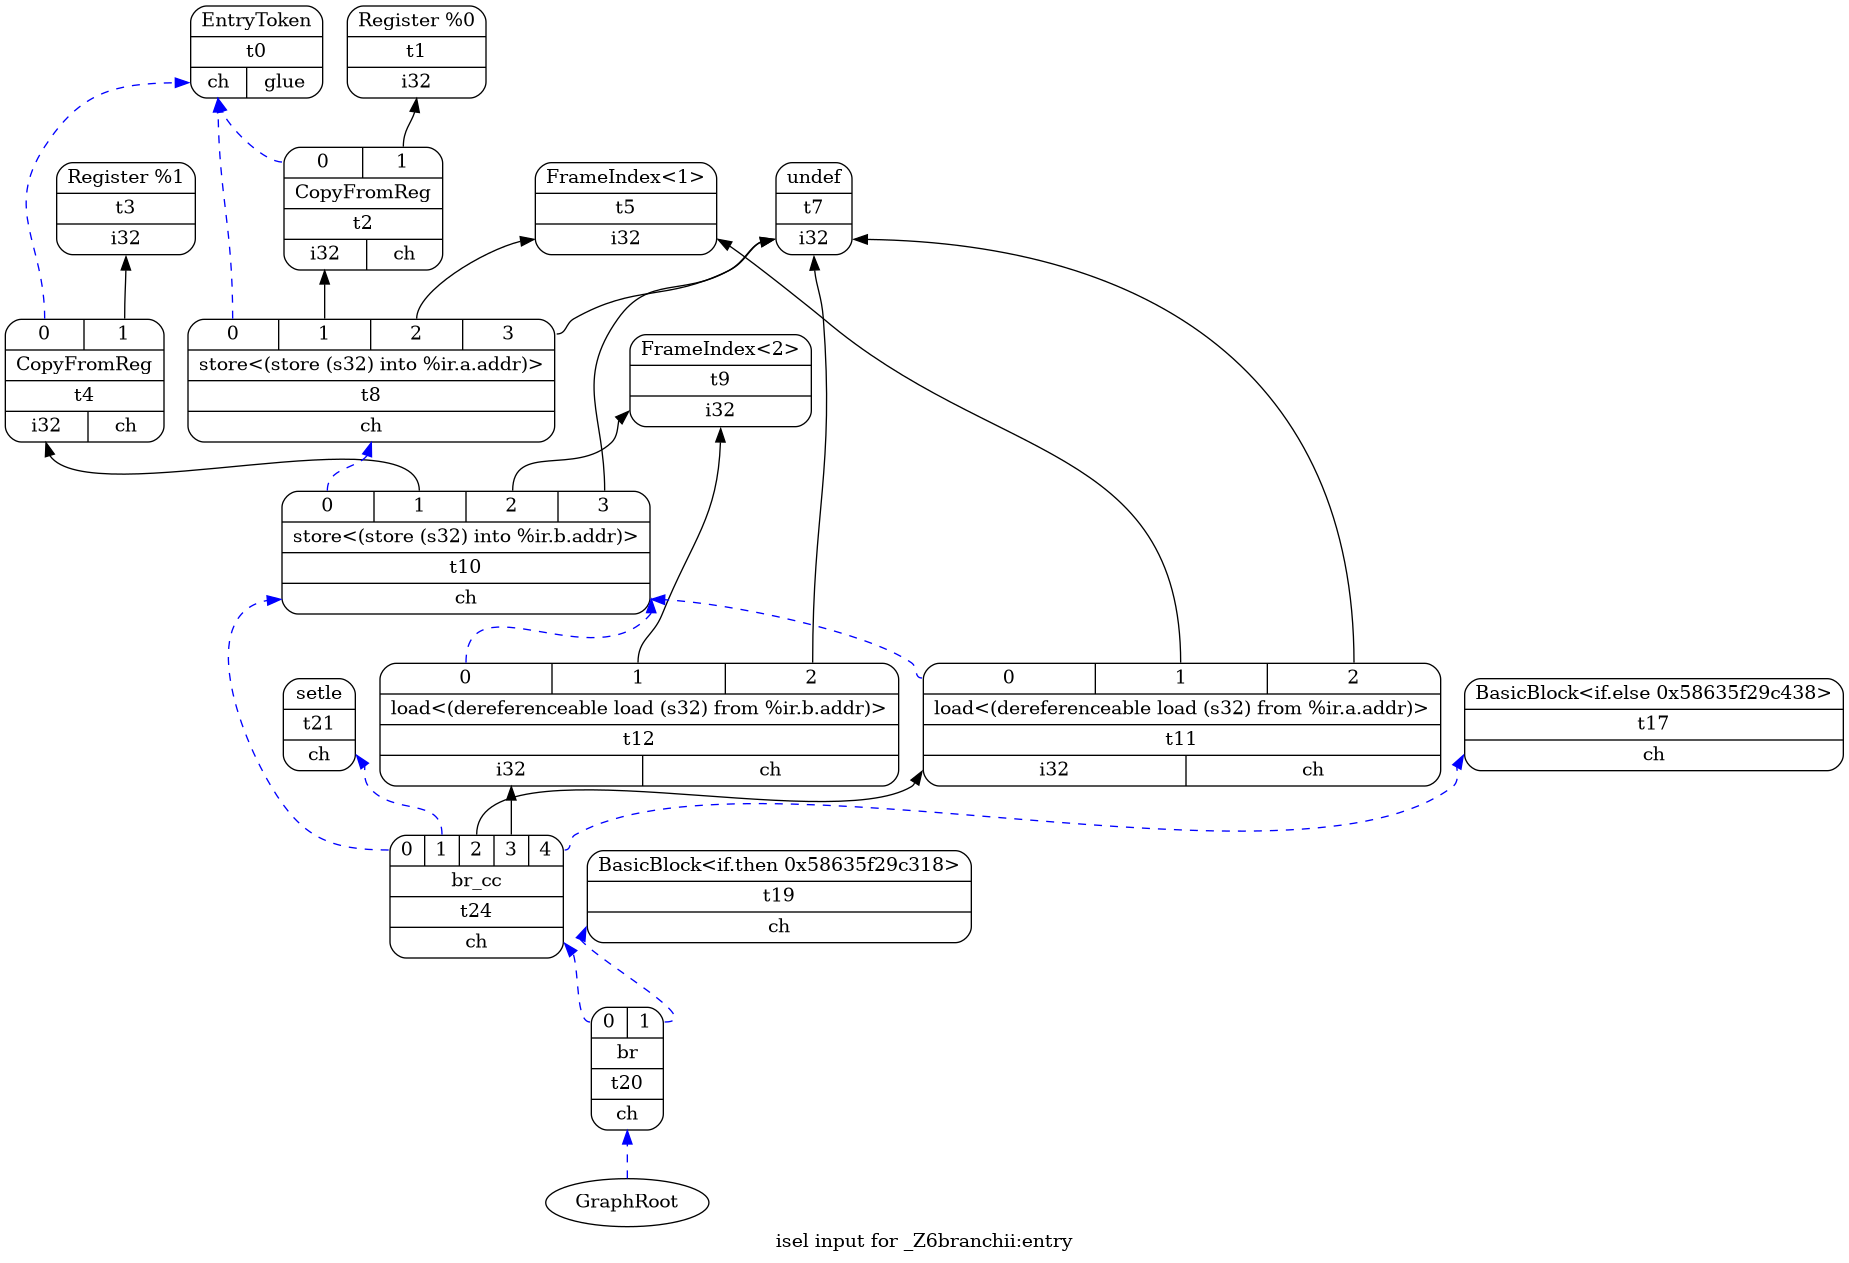 EntryToken
t0
ch glue
Register %0
t1
i32
Register %1
t3
i32
0 1
CopyFromReg
t2
i32 ch
FrameIndex<1>
t5
i32
undef
t7
i32
0 1
CopyFromReg
t4
i32 ch
0 1 2 3
store<(store (s32) into %ir.a.addr)>
t8
ch
FrameIndex<2>
t9
i32
0 1 2 3
store<(store (s32) into %ir.b.addr)>
t10
ch
setle
t21
ch
0 1 2
load<(dereferenceable load (s32) from %ir.b.addr)>
t12
i32 ch
0 1 2
load<(dereferenceable load (s32) from %ir.a.addr)>
t11
i32 ch
BasicBlock<if.else 0x58635f29c438>
t17
ch
0 1 2 3 4
br_cc
t24
ch
BasicBlock<if.then 0x58635f29c318>
t19
ch
0 1
br
t20
ch
GraphRoot
isel input for _Z6branchii:entry